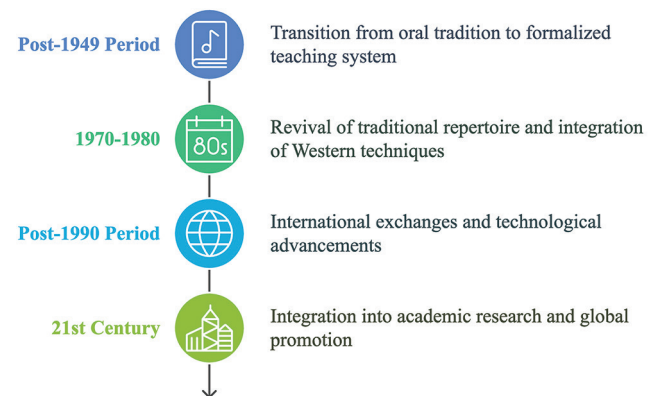 Post-1949 Period
Transition from oral tradition to formalized
teaching system
1970-1980
80s
Revival of traditional repertoire and integration
of Western techniques
Post-1990 Period
International exchanges and technological
advancements
21st Century
Integration into academic research and global
promotion